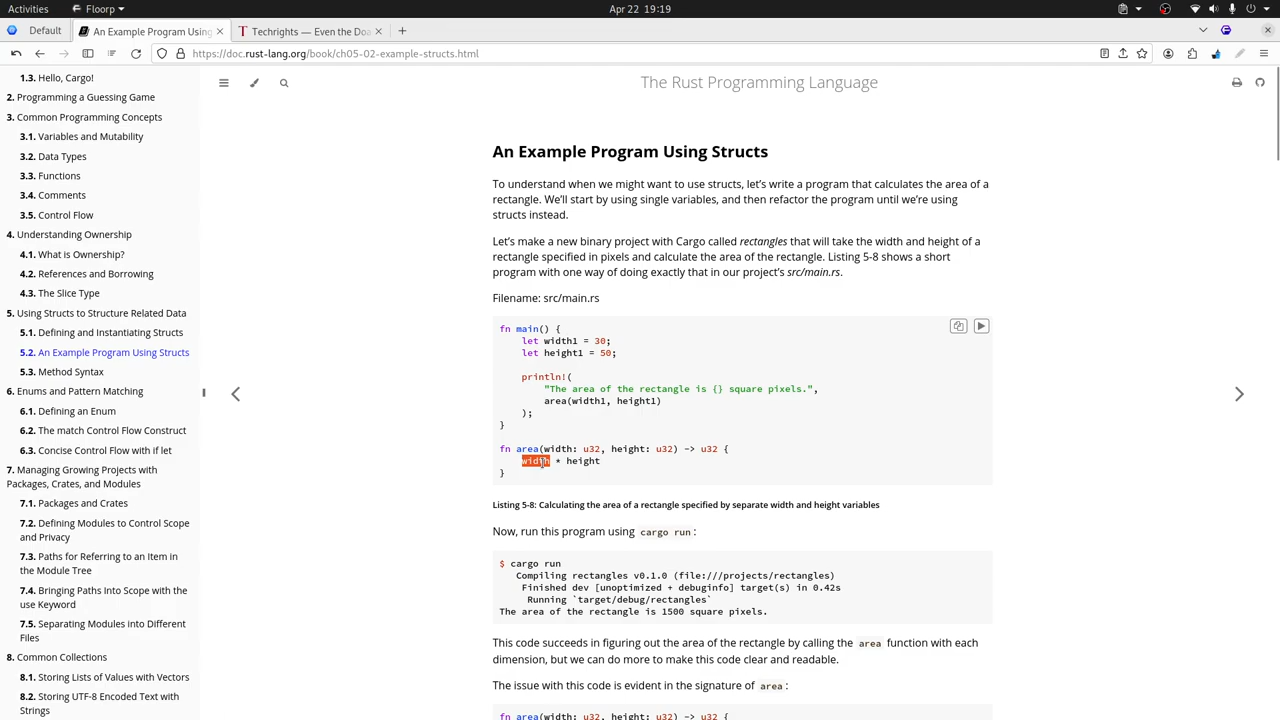 Activities
Floorp
Apr 22 19:19
Default
An Example Program Using
Techrights — Even the Doa
https://doc.rust-lang.org/book/ch05-02-example-structs.html
1.3. Hello, Cargo!
2. Programming a Guessing Game
3. Common Programming Concepts
3.1. Variables and Mutability
3.2. Data Types
3.3. Functions
3.4. Comments
3.5. Control Flow
4. Understanding Ownership
4.1. What is Ownership?
4.2. References and Borrowing
4.3. The Slice Type
5. Using Structs to Structure Related Data
5.1. Defining and Instantiating Structs
5.2. An Example Program Using Structs
5.3. Method Syntax
6. Enums and Pattern Matching
6.1. Defining an Enum
6.2. The match Control Flow Construct
6.3. Concise Control Flow with if let
7. Managing Growing Projects with
Packages, Crates, and Modules
7.1. Packages and Crates
7.2. Defining Modules to Control Scope
and Privacy
7.3. Paths for Referring to an Item in
the Module Tree
7.4. Bringing Paths Into Scope with the
use Keyword
7.5. Separating Modules into Different
Files
8. Common Collections
8.1. Storing Lists of Values with Vectors
8.2. Storing UTF-8 Encoded Text with
Strings
The Rust Programming Language
An Example Program Using Structs
To understand when we might want to use structs, let’s write a program that calculates the area of a
rectangle. We’ll start by using single variables, and then refactor the program until we’re using
structs instead.
Let’s make a new binary project with Cargo called rectangles that will take the width and height of a
rectangle specified in pixels and calculate the area of the rectangle. Listing 5-8 shows a short
program with one way of doing exactly that in our project’s src/main.rs.
Filename: src/main.rs
fn main() {
let width1 = 30;
let height1 = 50;
println!(
"The area of the rectangle is {} square pixels.",
area(width1, height1)
);
}
fn area(width: u32, height: u32) -> u32 {
width * height
}
Listing 5-8: Calculating the area of a rectangle specified by separate width and height variables
Now, run this program using cargo run:
$ cargo run
Compiling rectangles v0.1.0 (file:///projects/rectangles)
Finished dev [unoptimized + debuginfo] target(s) in 0.42s
Running `target/debug/rectangles`
The area of the rectangle is 1500 square pixels.
This code succeeds in figuring out the area of the rectangle by calling the area function with each
dimension, but we can do more to make this code clear and readable.
The issue with this code is evident in the signature of area:
fn area(width: u32, height: u32) -> u32 {